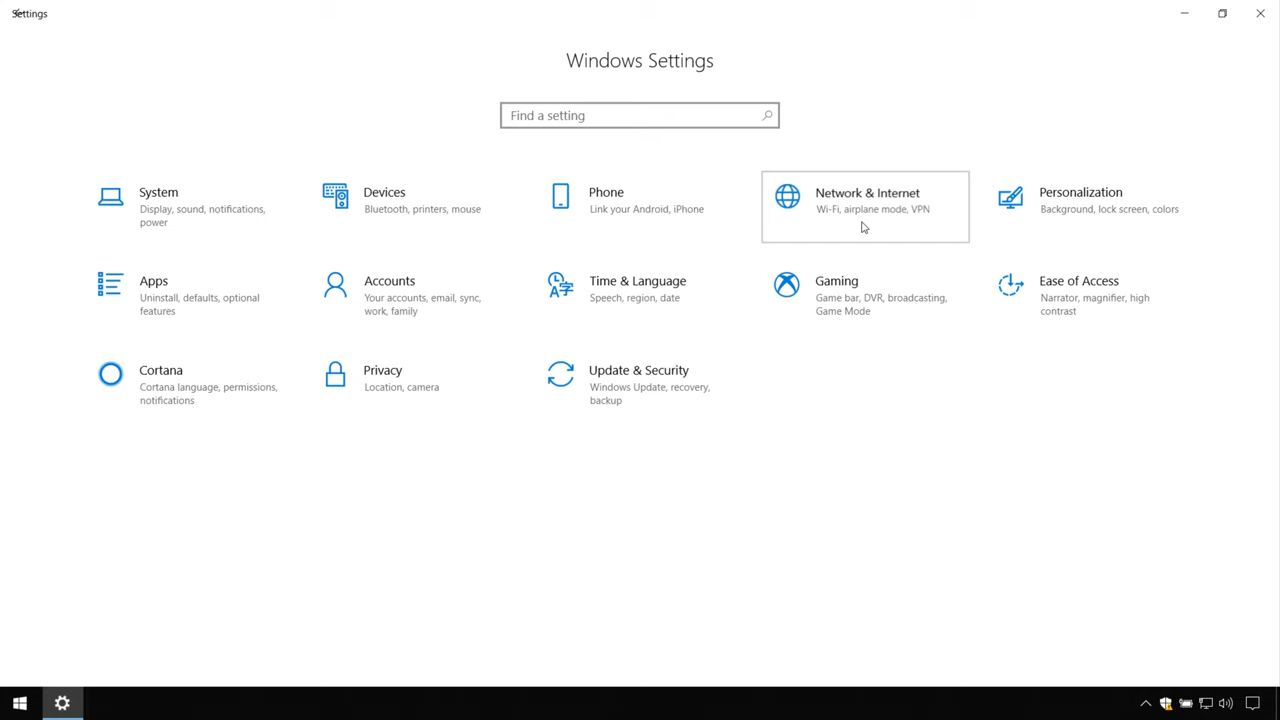 Settings
Windows Settings
Find a setting
System
Display, sound, notifications,
power
Devices
Bluetooth, printers, mouse
Phone
Link your Android, iPhone
Network & Internet
Wi-Fi, airplane mode, VPN
Personalization
Background, lock screen, colors
Apps
Uninstall, defaults, optional
features
Accounts
Your accounts, email, sync,
work, family
Time & Language
Speech, region, date
Gaming
Game bar, DVR, broadcasting,
Game Mode
Ease of Access
Narrator, magnifier, high
contrast
Cortana
Cortana language, permissions,
notifications
Privacy
Location, camera
Update & Security
Windows Update, recovery,
backup